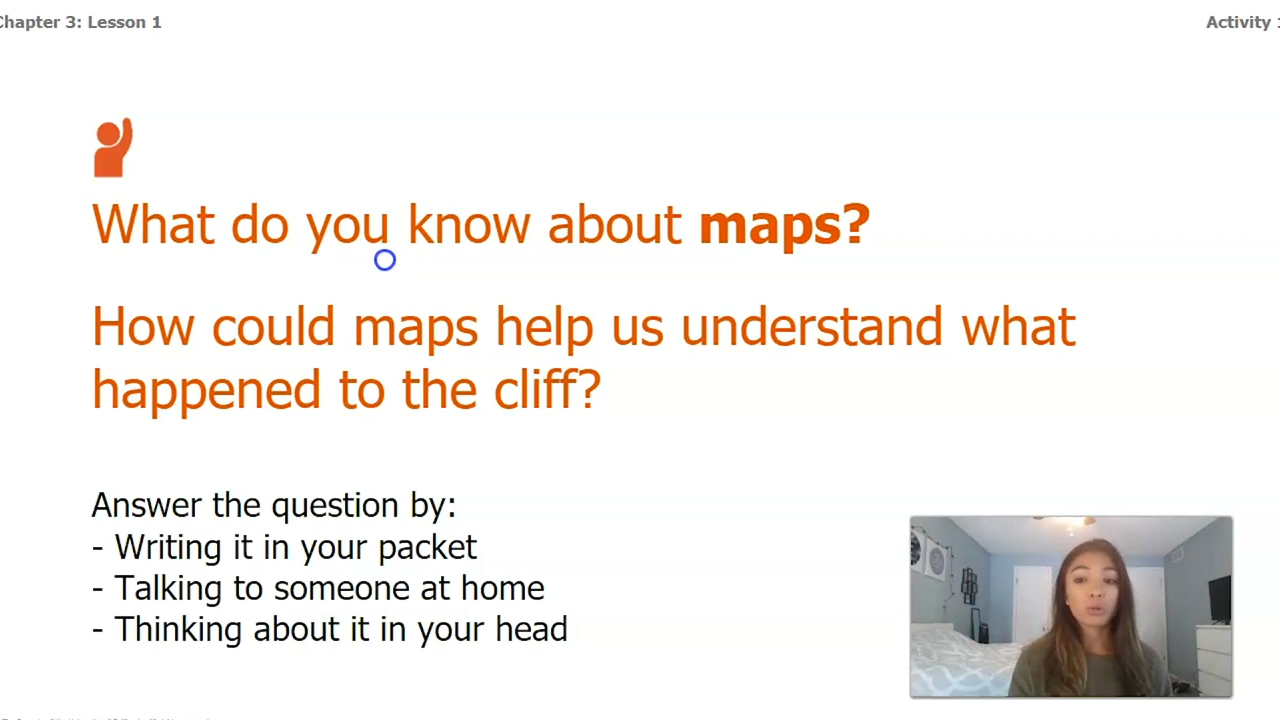 Chapter 3: Lesson 1
Activity
What do you know about maps?
How could maps help us understand what
happened to the cliff?
Answer the question by:
- Writing it in your packet
- Talking to someone at home
- Thinking about it in your head